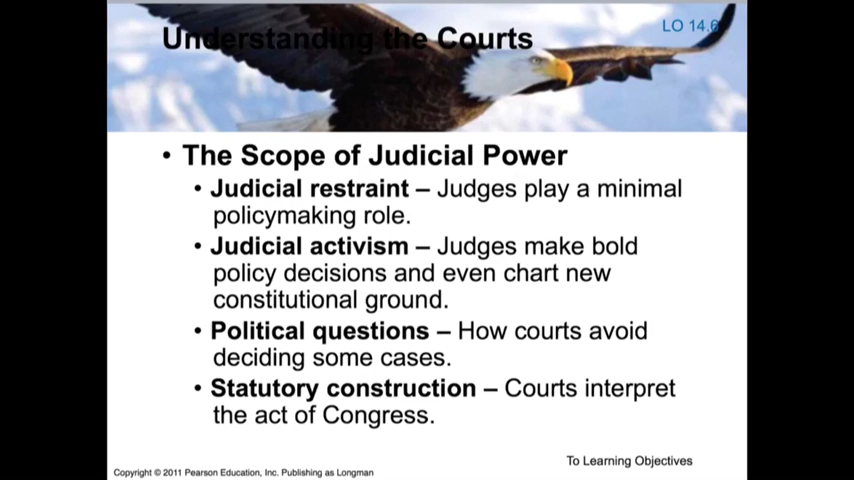 Understanding the Courts
LO 14.6
• The Scope of Judicial Power
• Judicial restraint – Judges play a minimal
policymaking role.
• Judicial activism – Judges make bold
policy decisions and even chart new
constitutional ground.
• Political questions – How courts avoid
deciding some cases.
• Statutory construction – Courts interpret
the act of Congress.
To Learning Objectives
Copyright © 2011 Pearson Education, Inc. Publishing as Longman